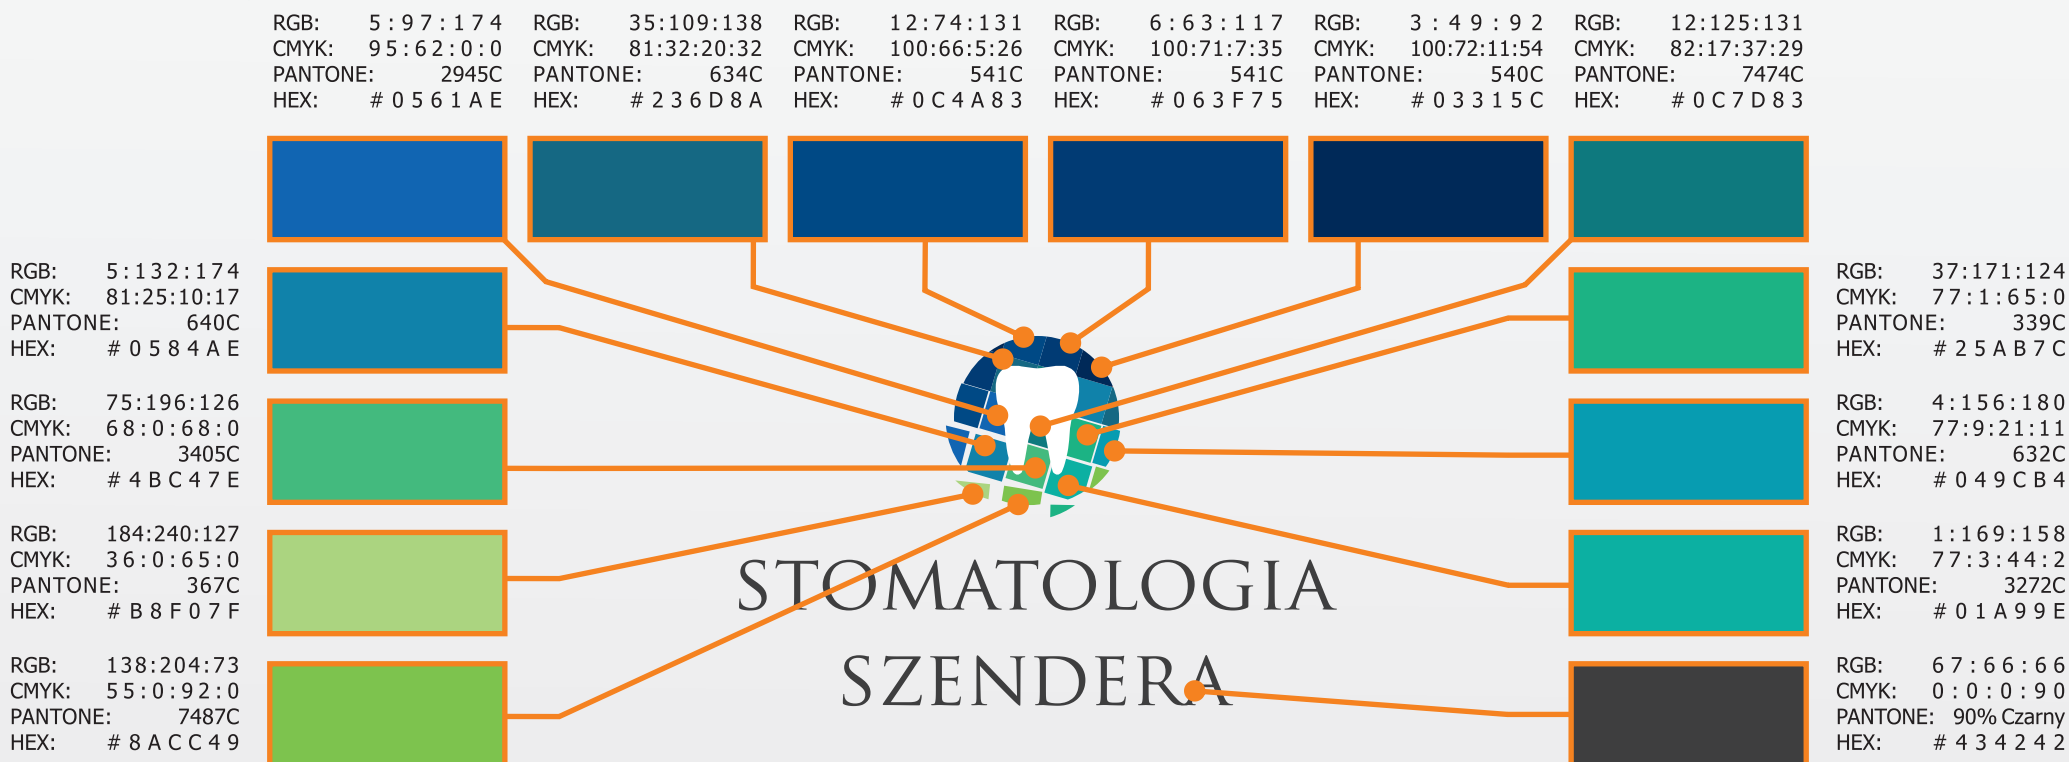 RGB: 5:97:174
CMYK: 95:62:0:0
PANTONE: 2945C
HEX: #0561AE
RGB: 35:109:138
CMYK: 81:32:20:32
PANTONE: 634C
HEX: #236D8A
RGB: 12:74:131
CMYK: 100:66:5:26
PANTONE: 541C
HEX: #0C4A83
RGB: 6:63:117
CMYK: 100:71:7:35
PANTONE: 541C
HEX: #063F75
RGB: 3:49:92
CMYK: 100:72:11:54
PANTONE: 540C
HEX: #03315C
RGB: 12:125:131
CMYK: 82:17:37:29
PANTONE: 7474C
HEX: #0C7D83
RGB: 5:132:174
CMYK: 81:25:10:17
PANTONE: 640C
HEX: #0584AE
RGB: 75:196:126
CMYK: 68:0:68:0
PANTONE: 3405C
HEX: #4BC47E
RGB: 184:240:127
CMYK: 36:0:65:0
PANTONE: 367C
HEX: #B8F07F
RGB: 138:204:73
CMYK: 55:0:92:0
PANTONE: 7487C
HEX: #8ACC49
STOMATOLOGIA
SZENDERA
RGB: 37:171:124
CMYK: 77:1:65:0
PANTONE: 339C
HEX: #25AB7C
RGB: 4:156:180
CMYK: 77:9:21:11
PANTONE: 632C
HEX: #049CB4
RGB: 1:169:158
CMYK: 77:3:44:2
PANTONE: 3272C
HEX: #01A99E
RGB: 67:66:66
CMYK: 0:0:0:90
PANTONE: 90% Czarny
HEX: #434242